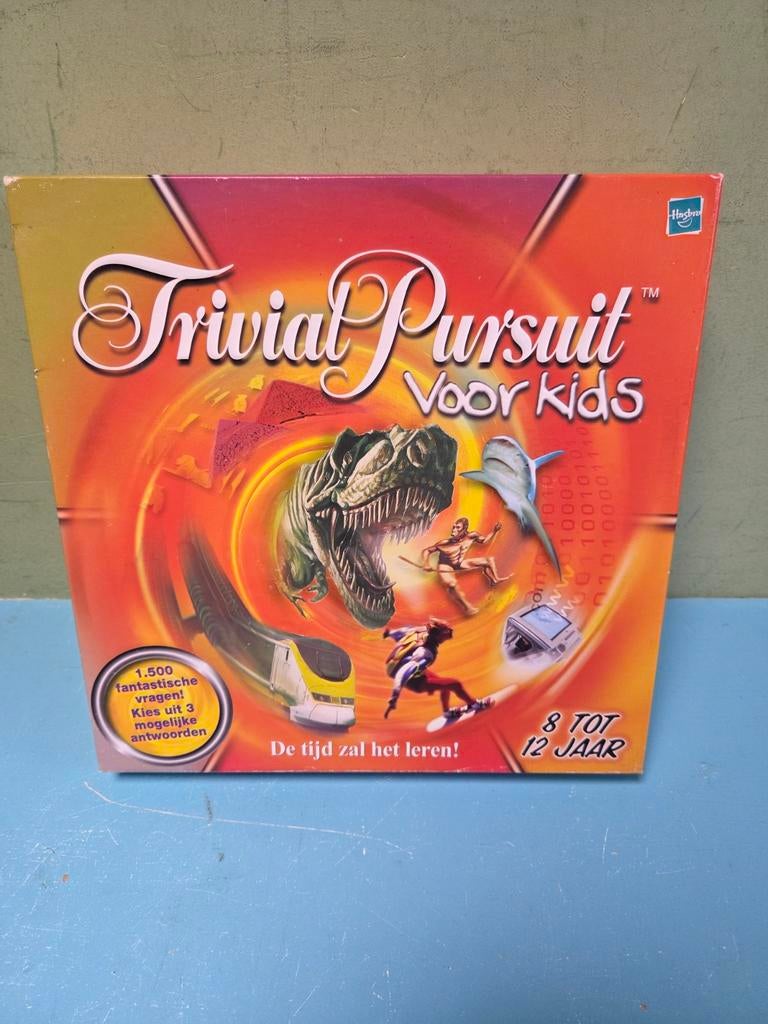 Hasbro
Trivial Pursuit™
Voor Kids
1.500
fantastische
vragen!
Kies uit 3
mogelijke
antwoorden
De tijd zal het leren!
8 TOT
12 JAAR